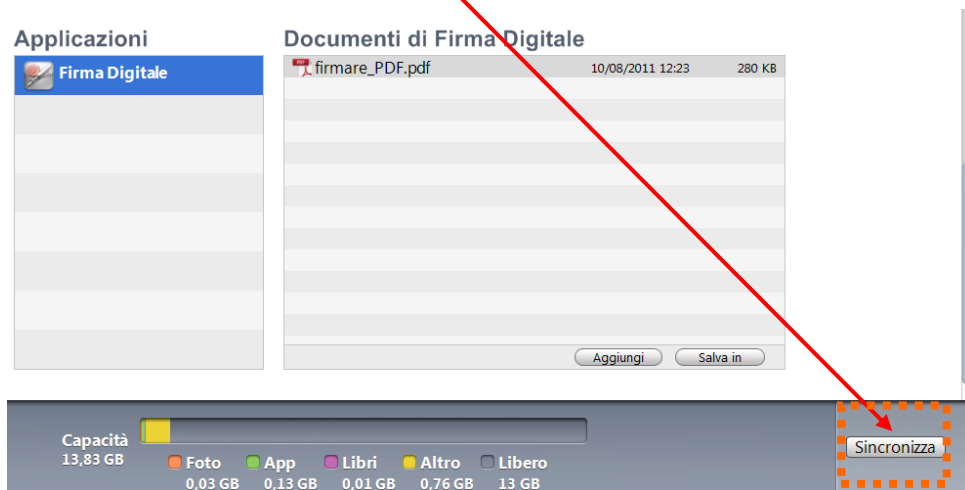 Applicazioni
Documenti di Firma Digitale
Firma Digitale
firmare_PDF.pdf 10/08/2011 12:23 280 KB
Aggiungi Salva in
Capacità
13,83 GB
Foto App Libri Altro Libero
0,03 GB 0,13 GB 0,01 GB 0,76 GB 13 GB
Sincronizza